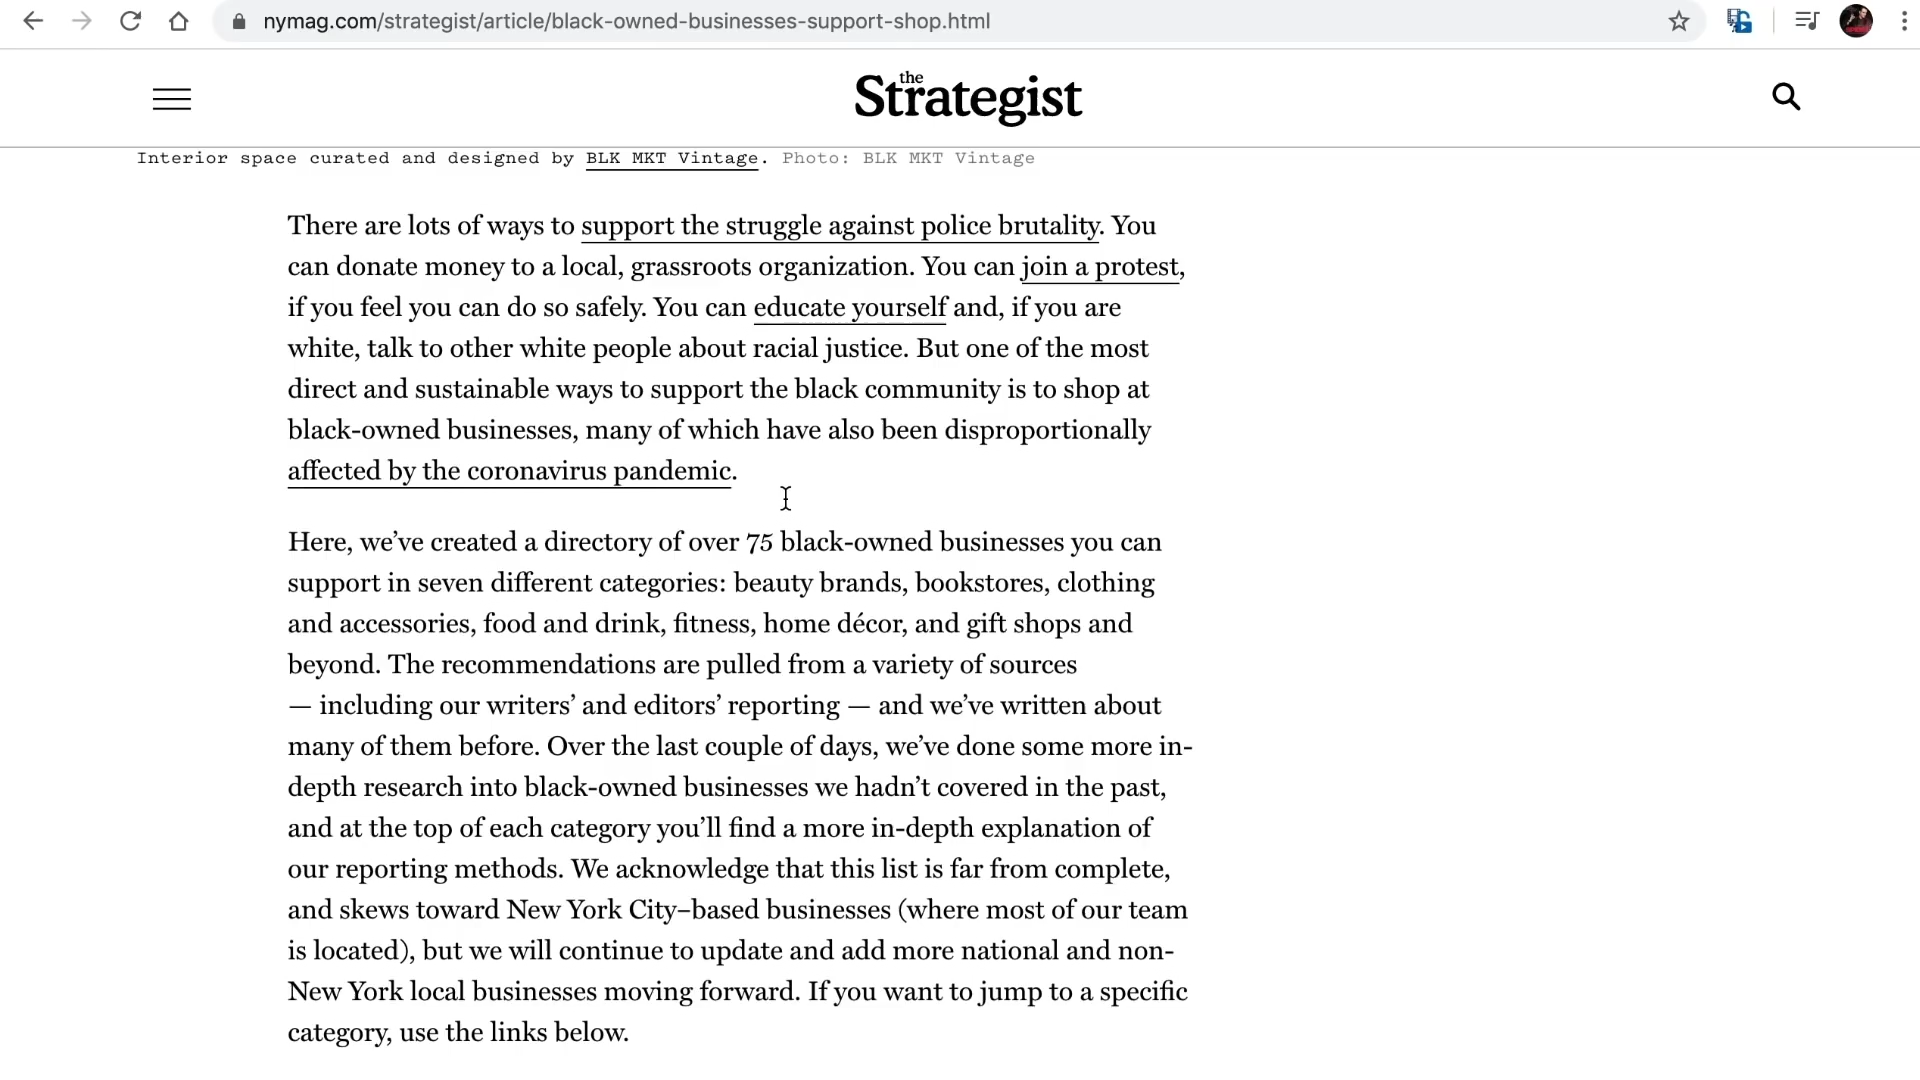 nymag.com/strategist/article/black-owned-businesses-support-shop.html
the
Strategist
Interior space curated and designed by BLK MKT Vintage. Photo: BLK MKT Vintage
There are lots of ways to support the struggle against police brutality. You
can donate money to a local, grassroots organization. You can join a protest,
if you feel you can do so safely. You can educate yourself and, if you are
white, talk to other white people about racial justice. But one of the most
direct and sustainable ways to support the black community is to shop at
black-owned businesses, many of which have also been disproportionally
affected by the coronavirus pandemic.
Here, we’ve created a directory of over 75 black-owned businesses you can
support in seven different categories: beauty brands, bookstores, clothing
and accessories, food and drink, fitness, home décor, and gift shops and
beyond. The recommendations are pulled from a variety of sources
— including our writers’ and editors’ reporting — and we’ve written about
many of them before. Over the last couple of days, we’ve done some more in-
depth research into black-owned businesses we hadn’t covered in the past,
and at the top of each category you’ll find a more in-depth explanation of
our reporting methods. We acknowledge that this list is far from complete,
and skews toward New York City–based businesses (where most of our team
is located), but we will continue to update and add more national and non-
New York local businesses moving forward. If you want to jump to a specific
category, use the links below.